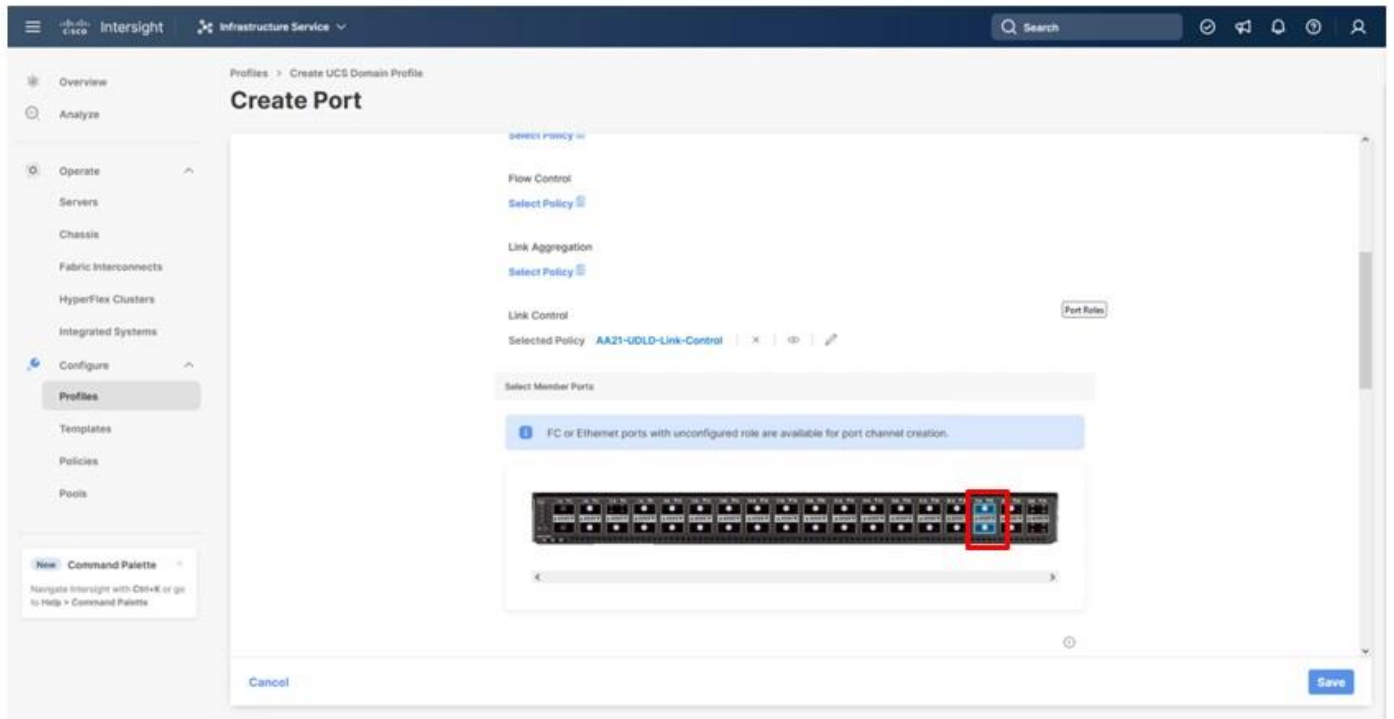 cisco Intersight
Infrastructure Service
Search
Overview
Analyze
Operate
Servers
Chassis
Fabric Interconnects
HyperFlex Clusters
Integrated Systems
Configure
Profiles
Templates
Policies
Pools
New Command Palette
Navigate Intersight with Ctrl+K or go
to Help > Command Palette
Profiles > Create UCS Domain Profile
Create Port
Select Policy
Flow Control
Select Policy
Link Aggregation
Select Policy
Link Control
Port Roles
Selected Policy AA21-UDLD-Link-Control
Select Member Ports
FC or Ethernet ports with unconfigured role are available for port channel creation.
Cancel
Save